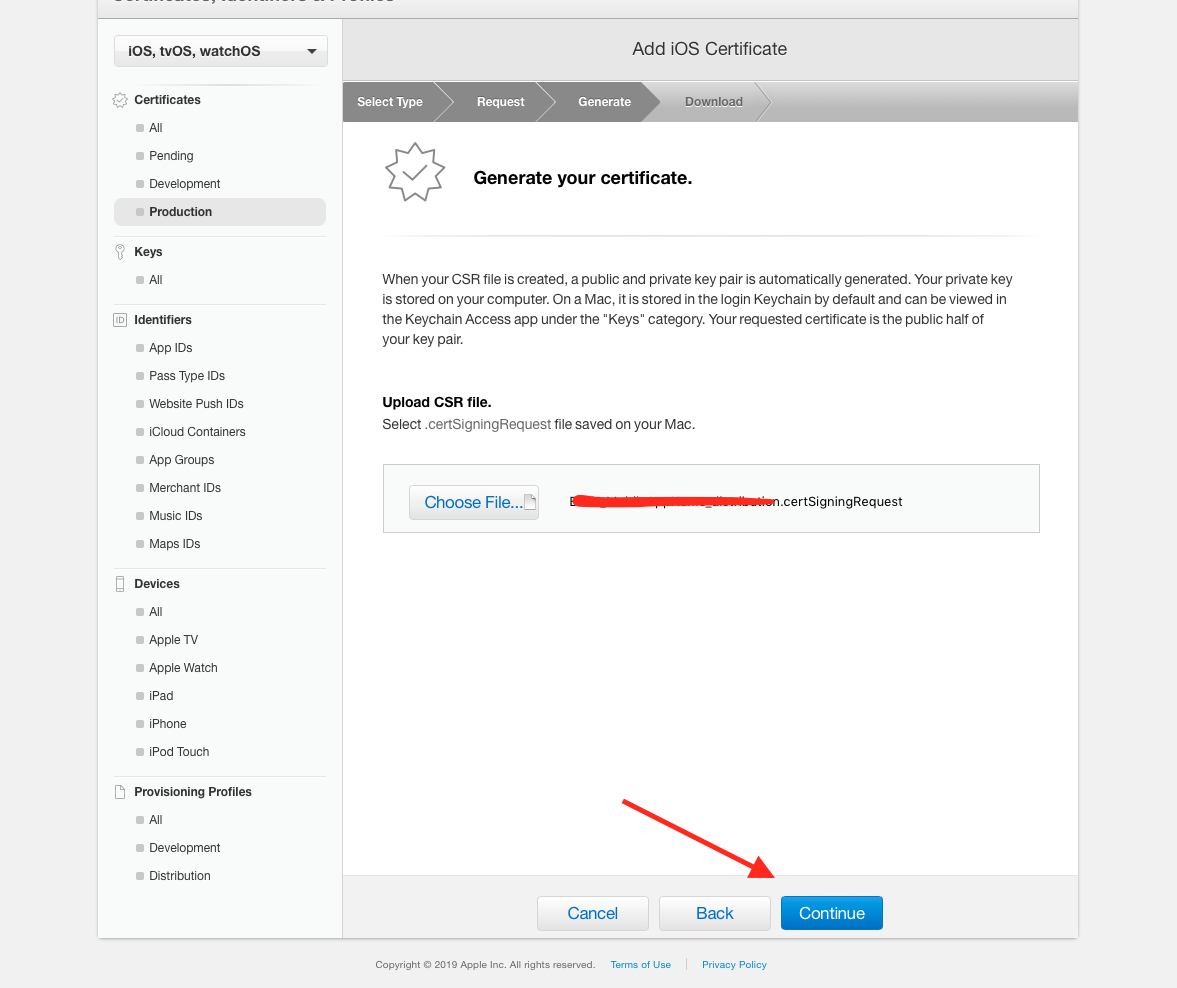 iOS, tvOS, watchOS
Certificates
All
Pending
Development
Production
Keys
All
Identifiers
ID
App IDs
Pass Type IDs
Website Push IDs
iCloud Containers
App Groups
Merchant IDs
Music IDs
Maps IDs
Devices
All
Apple TV
Apple Watch
iPad
iPhone
iPod Touch
Provisioning Profiles
All
Development
Distribution
Add iOS Certificate
Select Type Request Generate Download
Generate your certificate.
When your CSR file is created, a public and private key pair is automatically generated. Your private key
is stored on your computer. On a Mac, it is stored in the login Keychain by default and can be viewed in
the Keychain Access app under the "Keys" category. Your requested certificate is the public half of
your key pair.
Upload CSR file.
Select .certSigningRequest file saved on your Mac.
Choose File... .certSigningRequest
Cancel Back Continue
Copyright © 2019 Apple Inc. All rights reserved. Terms of Use Privacy Policy